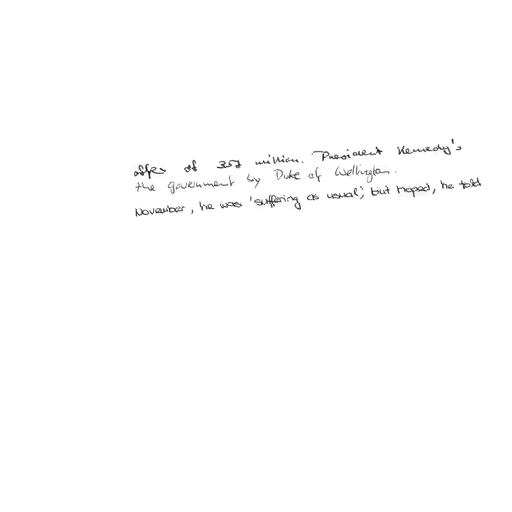 offer of 357 million. President Kennedy's
the government by Duke of Wellington.
November, he was 'suffering as usual', but hoped, he told